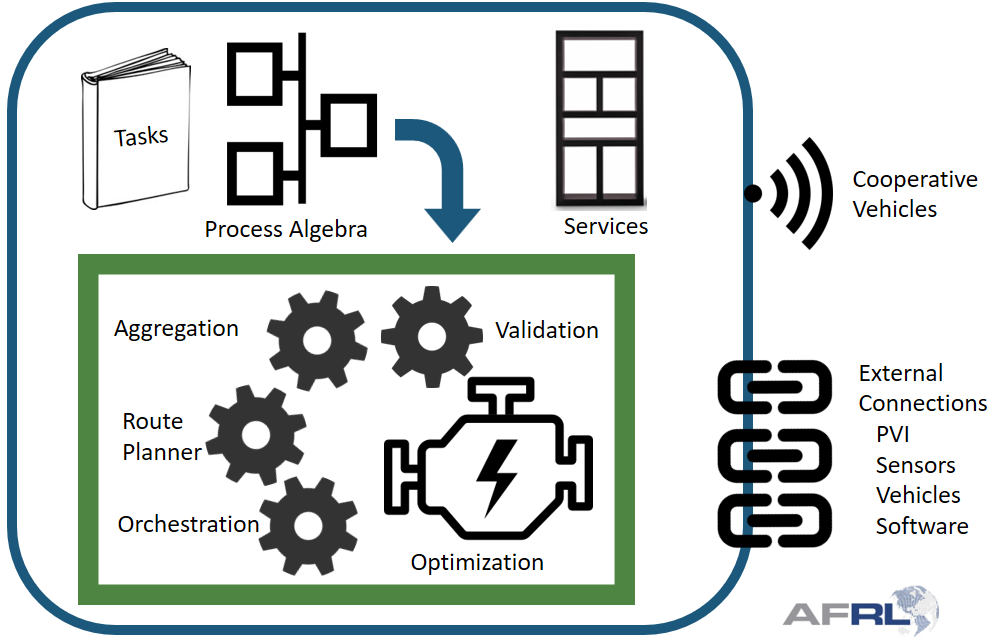 Tasks
Process Algebra
Services
Cooperative
Vehicles
Aggregation
Validation
Route
Planner
Orchestration
Optimization
External
Connections
PVI
Sensors
Vehicles
Software
AFRL